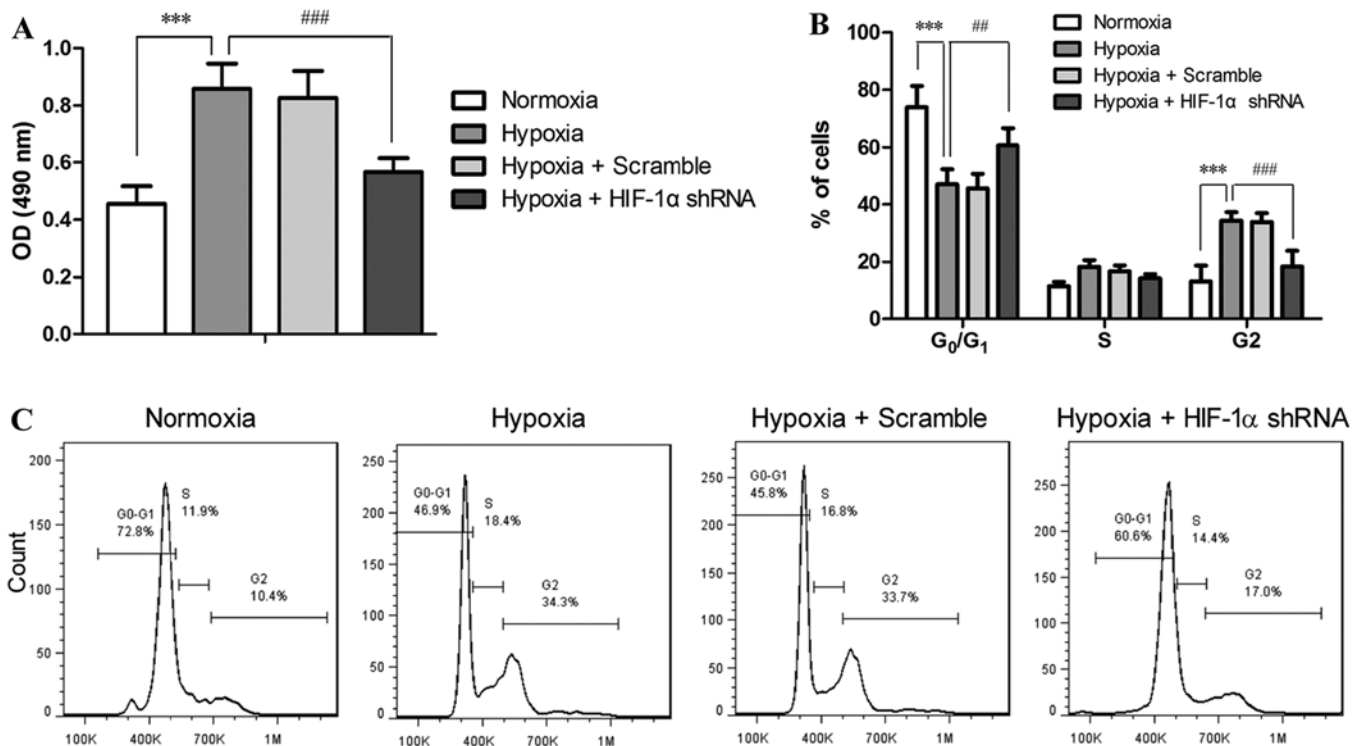 A
*** ###
OD (490 nm)
1.0
0.8
0.6
0.4
0.2
0.0
Normoxia
Hypoxia
Hypoxia + Scramble
Hypoxia + HIF-1α shRNA
B
*** ##
*** ###
% of cells
100
80
60
40
20
0
G0/G1 S G2
Normoxia
Hypoxia
Hypoxia + Scramble
Hypoxia + HIF-1α shRNA
C
Normoxia
Count
200
150
100
50
0
G0-G1
72.8%
S
11.9%
G2
10.4%
100K 400K 700K 1M
Hypoxia
250
200
150
100
50
0
G0-G1
46.9%
S
18.4%
G2
34.3%
100K 400K 700K 1M
Hypoxia + Scramble
250
200
150
100
50
0
G0-G1
45.8%
S
16.8%
G2
33.7%
100K 400K 700K 1M
Hypoxia + HIF-1α shRNA
300
250
200
150
100
50
0
G0-G1
60.6%
S
14.4%
G2
17.0%
100K 400K 700K 1M